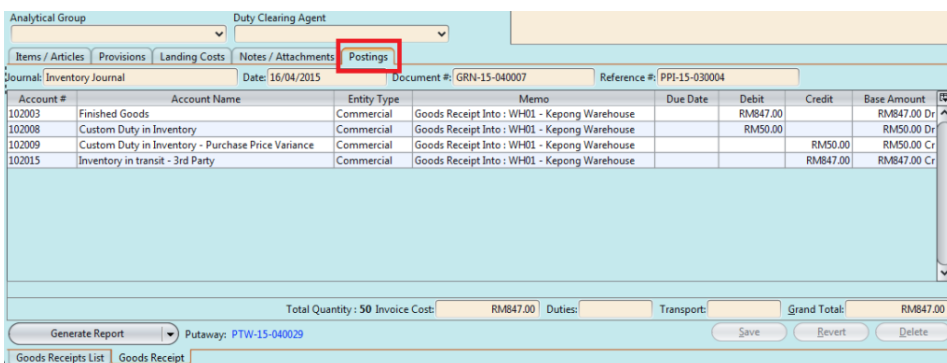 Analytical Group Duty Clearing Agent
Items / Articles Provisions Landing Costs Notes / Attachments Postings
Journal: Inventory Journal Date: 16/04/2015 Document #: GRN-15-040007 Reference #: PPI-15-030004
Account # Account Name Entity Type Memo Due Date Debit Credit Base Amount
102003 Finished Goods Commercial Goods Receipt Into : WH01 - Kepong Warehouse RM847.00 RM847.00 Dr
102008 Custom Duty in Inventory Commercial Goods Receipt Into : WH01 - Kepong Warehouse RM50.00 RM50.00 Dr
102009 Custom Duty in Inventory - Purchase Price Variance Commercial Goods Receipt Into : WH01 - Kepong Warehouse RM50.00 RM50.00 Cr
102015 Inventory in transit - 3rd Party Commercial Goods Receipt Into : WH01 - Kepong Warehouse RM847.00 RM847.00 Cr
Total Quantity : 50 Invoice Cost: RM847.00 Duties: Transport: Grand Total: RM847.00
Generate Report Putaway: PTW-15-040029 Save Revert Delete
Goods Receipts List Goods Receipt